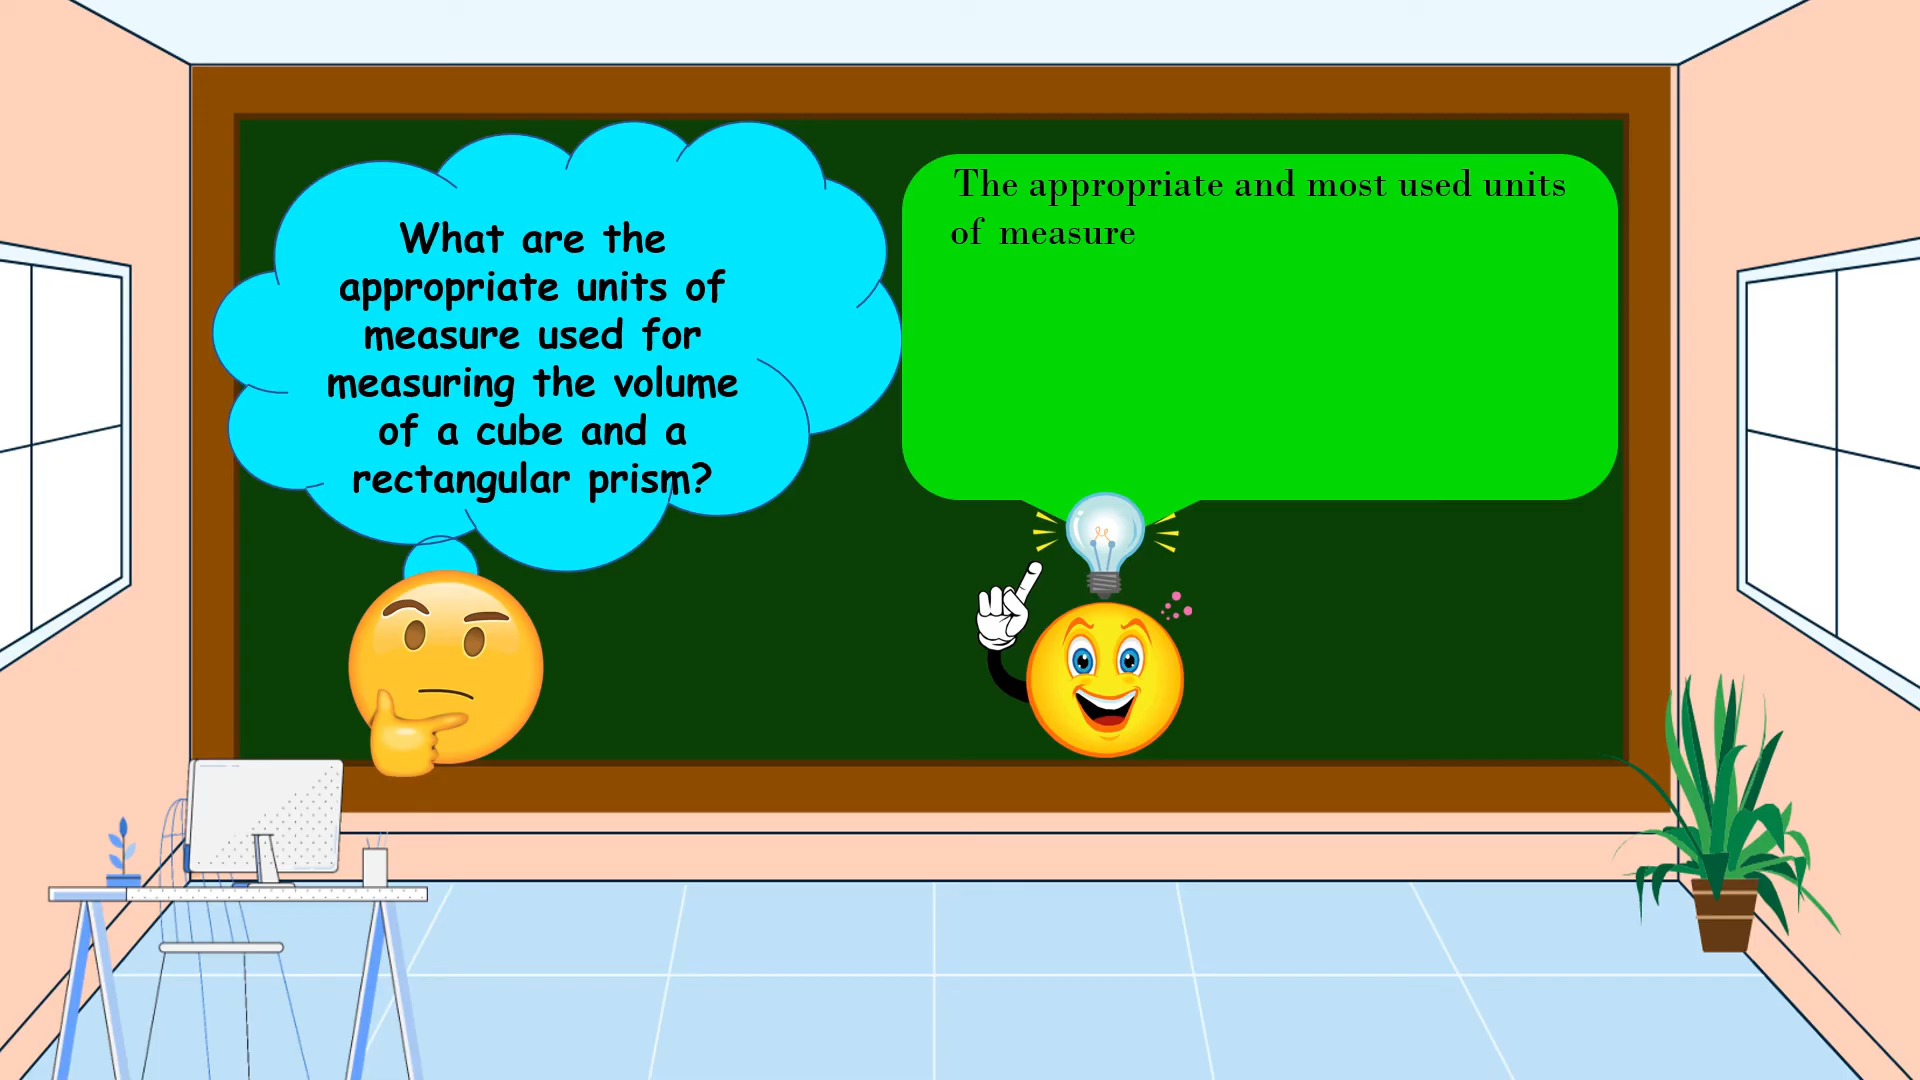 What are the
appropriate units of
measure used for
measuring the volume
of a cube and a
rectangular prism?
The appropriate and most used units
of measure